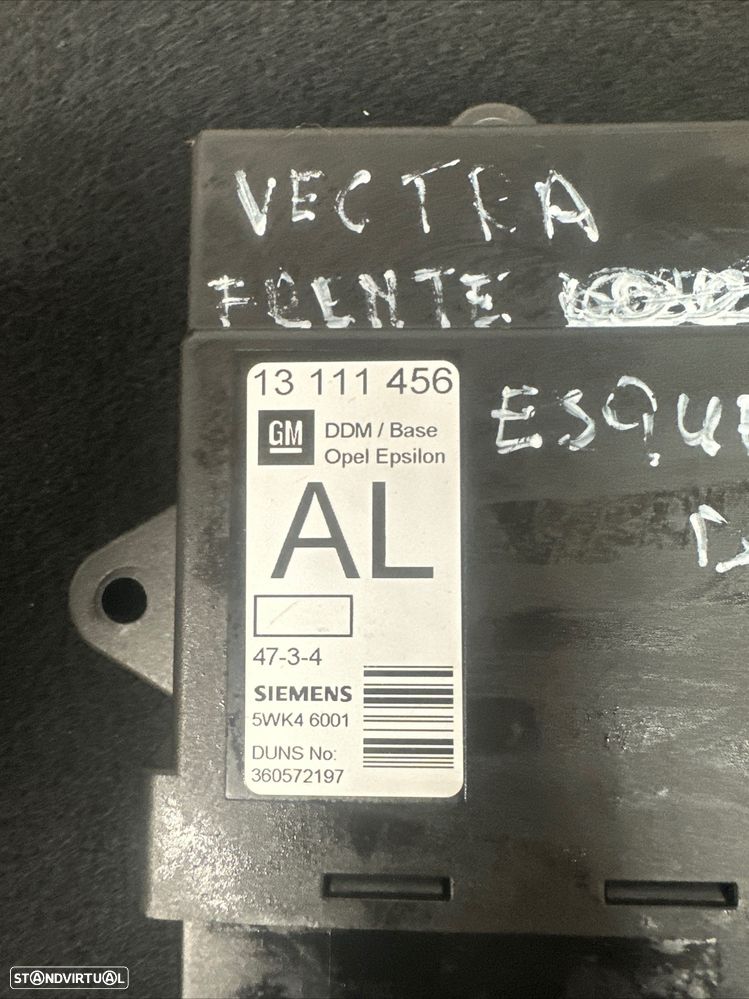 VECTRA
FRENTE
13 111 456
GM
DDM / Base
Opel Epsilon
ESQUE
AL
47-3-4
SIEMENS
5WK4 6001
DUNS No:
360572197
STANDVIRTUAL